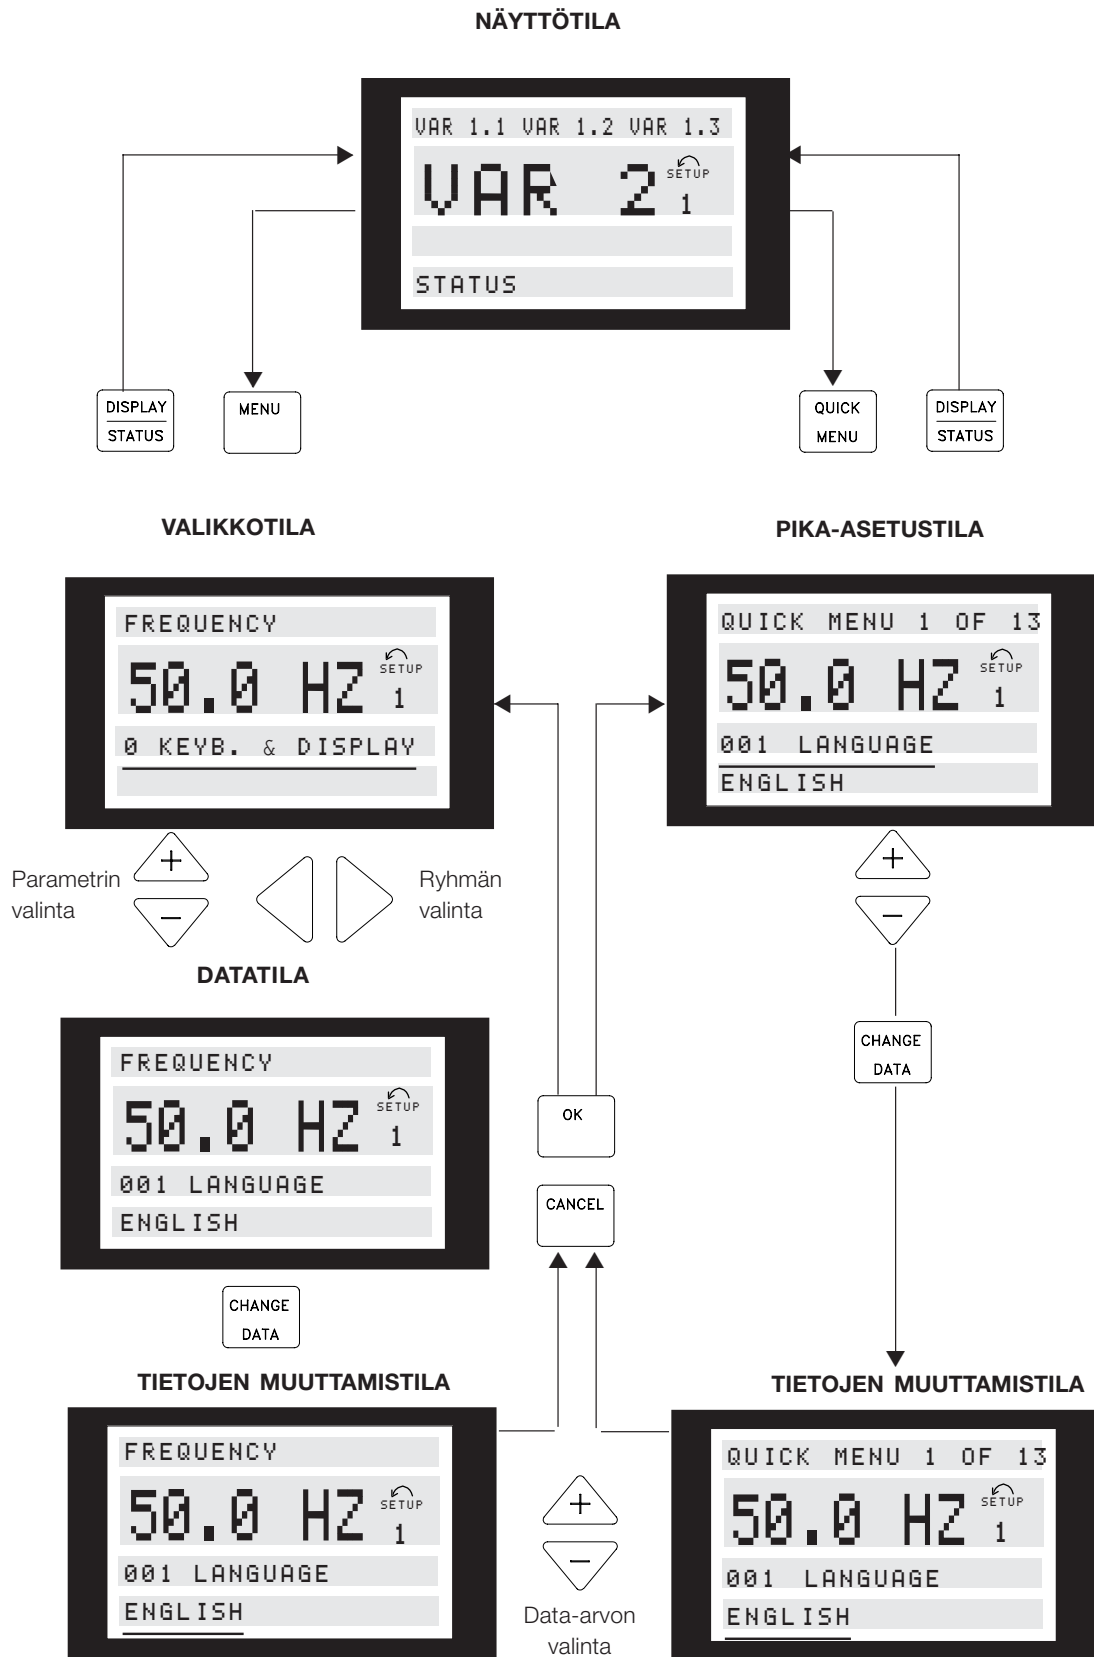 NÄYTTÖTILA
VAR 1.1 VAR 1.2 VAR 1.3
VAR 2
SETUP
1
STATUS
DISPLAY
STATUS
MENU
QUICK
MENU
DISPLAY
STATUS
VALIKKOTILA
FREQUENCY
50.0 HZ
SETUP
1
0 KEYB. & DISPLAY
Parametrin
valinta
+
−
Ryhmän
valinta
PIKA-ASETUSTILA
QUICK MENU 1 OF 13
50.0 HZ
SETUP
1
001 LANGUAGE
ENGLISH
+
−
CHANGE
DATA
DATATILA
FREQUENCY
50.0 HZ
SETUP
1
001 LANGUAGE
ENGLISH
CHANGE
DATA
OK
CANCEL
TIETOJEN MUUTTAMISTILA
FREQUENCY
50.0 HZ
SETUP
1
001 LANGUAGE
ENGLISH
+
−
Data-arvon
valinta
TIETOJEN MUUTTAMISTILA
QUICK MENU 1 OF 13
50.0 HZ
SETUP
1
001 LANGUAGE
ENGLISH